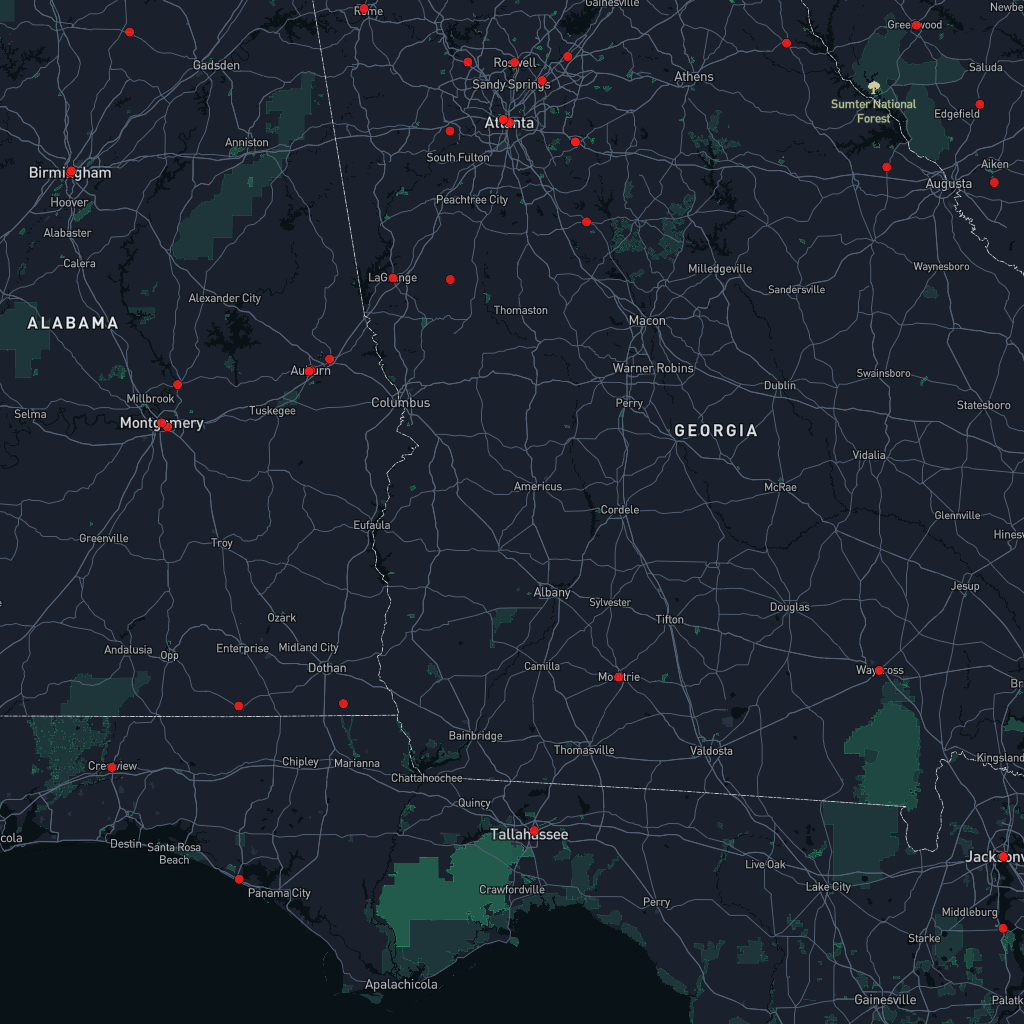 Rome
Gainesville
Newbe
Greenwood
Gadsden
Roswell
Saluda
Athens
Sandy Springs
Sumter National
Forest
Edgefield
Atlanta
Anniston
South Fulton
Aiken
Birmingham
Augusta
Hoover
Peachtree City
Alabaster
Calera
LaGrange
Milledgeville
Waynesboro
Sandersville
Alexander City
Thomaston
ALABAMA
Macon
Auburn
Warner Robins
Swainsboro
Dublin
Millbrook
Columbus
Perry
Statesboro
Selma
Tuskegee
Montgomery
GEORGIA
Vidalia
Americus
McRae
Cordele
Glennville
Eufaula
Hinesv
Greenville
Troy
Jesup
Albany
Sylvester
Douglas
Ozark
Tifton
Andalusia
Opp
Enterprise
Midland City
Dothan
Camilla
Moultrie
Waycross
Br
Bainbridge
Thomasville
Valdosta
Kingsland
Crestview
Chipley
Marianna
Chattahoochee
Quincy
Tallahassee
cola
Destin
Santa Rosa
Beach
Live Oak
Jacksonv
Panama City
Crawfordville
Lake City
Perry
Middleburg
Starke
Apalachicola
Gainesville
Palatk